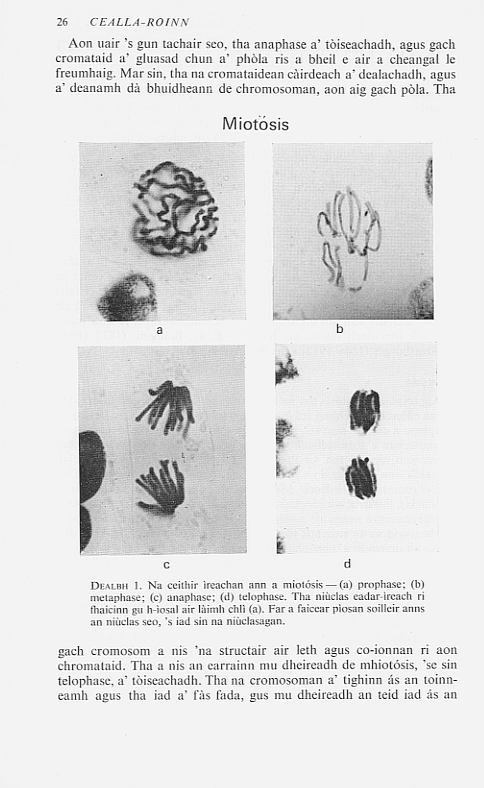 26 CEALLA-ROINN
Aon uair 's gun tachair seo, tha anaphase a' tòiseachadh, agus gach
cromataid a' gluasad chun a' phòla ris a bheil e air a cheangal le
freumhaig. Mar sin, tha na cromataidean càirdeach a' dealachadh, agus
a' deanamh dà bhuidheann de chromosoman, aon aig gach pòla. Tha
Miotósis
a
b
c
d
DEALBH 1. Na ceithir ìreachan ann a miotósis — (a) prophase; (b)
metaphase; (c) anaphase; (d) telophase. Tha niùclas eadar-ìreach ri
fhaicinn gu h-ìosal air làimh chlì (a). Far a faicear pìosan soilleir anns
an niùclas seo, 's iad sin na niùclasagan.
gach cromosom a nis 'na structair air leth agus co-ionnan ri aon
chromataid. Tha a nis an earrainn mu dheireadh de mhiotósis, 'se sin
telophase, a' tòiseachadh. Tha na cromosoman a' tighinn ás an toinn-
eamh agus tha iad a' fàs fada, gus mu dheireadh an teid iad ás an